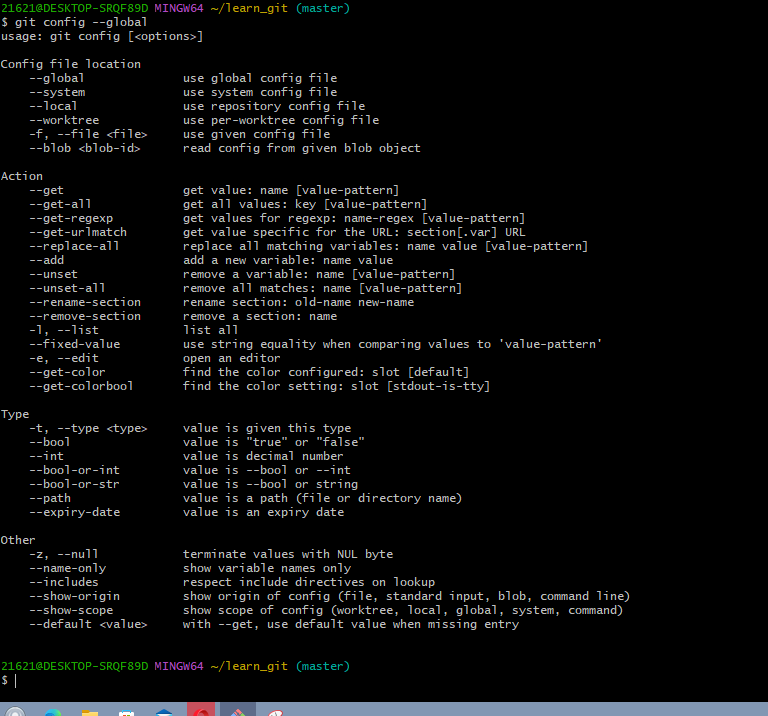 21621@DESKTOP-SRQF89D MINGW64 ~/learn_git (master)
$ git config --global
usage: git config [<options>]
Config file location
--global use global config file
--system use system config file
--local use repository config file
--worktree use per-worktree config file
-f, --file <file> use given config file
--blob <blob-id> read config from given blob object
Action
--get get value: name [value-pattern]
--get-all get all values: key [value-pattern]
--get-regexp get values for regexp: name-regex [value-pattern]
--get-urlmatch get value specific for the URL: section[.var] URL
--replace-all replace all matching variables: name value [value-pattern]
--add add a new variable: name value
--unset remove a variable: name [value-pattern]
--unset-all remove all matches: name [value-pattern]
--rename-section rename section: old-name new-name
--remove-section remove a section: name
-l, --list list all
--fixed-value use string equality when comparing values to 'value-pattern'
-e, --edit open an editor
--get-color find the color configured: slot [default]
--get-colorbool find the color setting: slot [stdout-is-tty]
Type
-t, --type <type> value is given this type
--bool value is "true" or "false"
--int value is decimal number
--bool-or-int value is --bool or --int
--bool-or-str value is --bool or string
--path value is a path (file or directory name)
--expiry-date value is an expiry date
Other
-z, --null terminate values with NUL byte
--name-only show variable names only
--includes respect include directives on lookup
--show-origin show origin of config (file, standard input, blob, command line)
--show-scope show scope of config (worktree, local, global, system, command)
--default <value> with --get, use default value when missing entry
21621@DESKTOP-SRQF89D MINGW64 ~/learn_git (master)
$